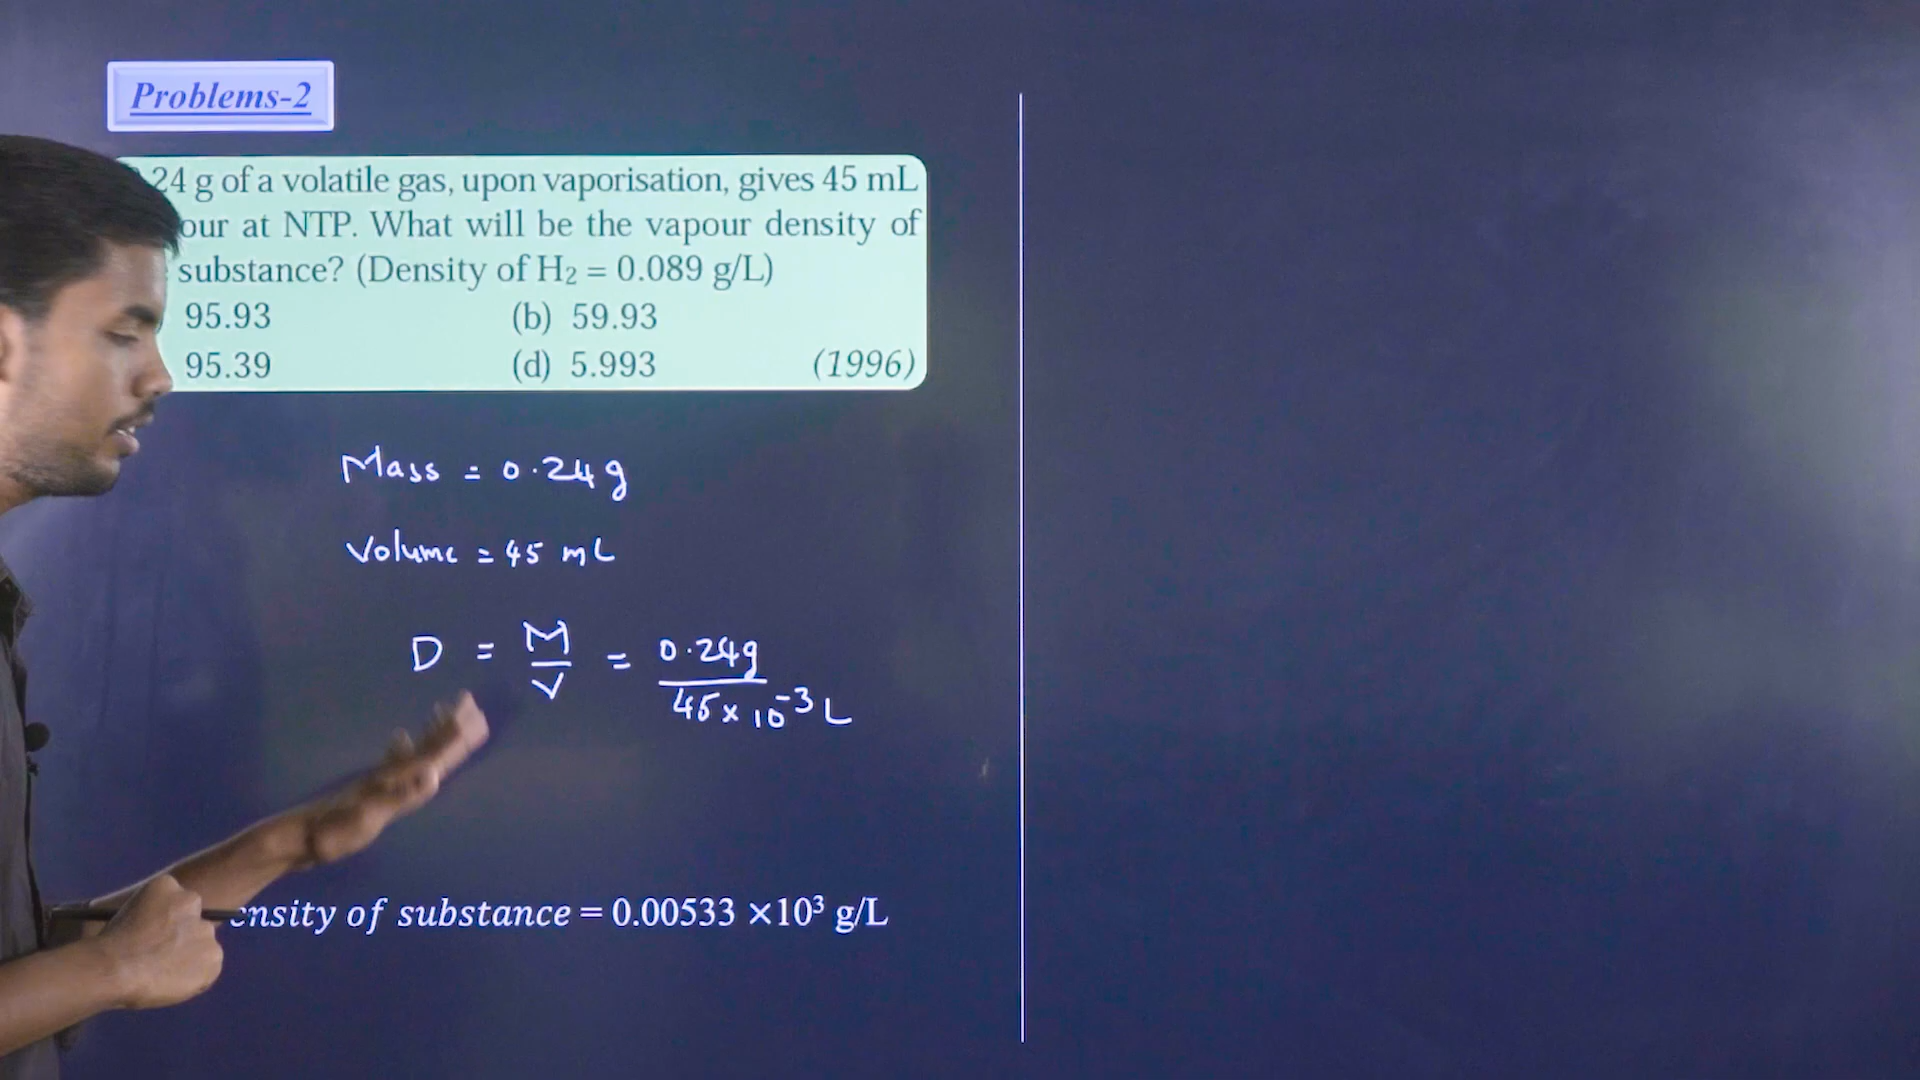 Problems-2
24 g of a volatile gas, upon vaporisation, gives 45 mL
our at NTP. What will be the vapour density of
substance? (Density of H₂ = 0.089 g/L)
95.93 (b) 59.93
95.39 (d) 5.993 (1996)
Mass = 0.24g
Volume = 45 mL
D = M/V = 0.24g/45×10⁻³ L
ensity of substance = 0.00533 ×10³ g/L